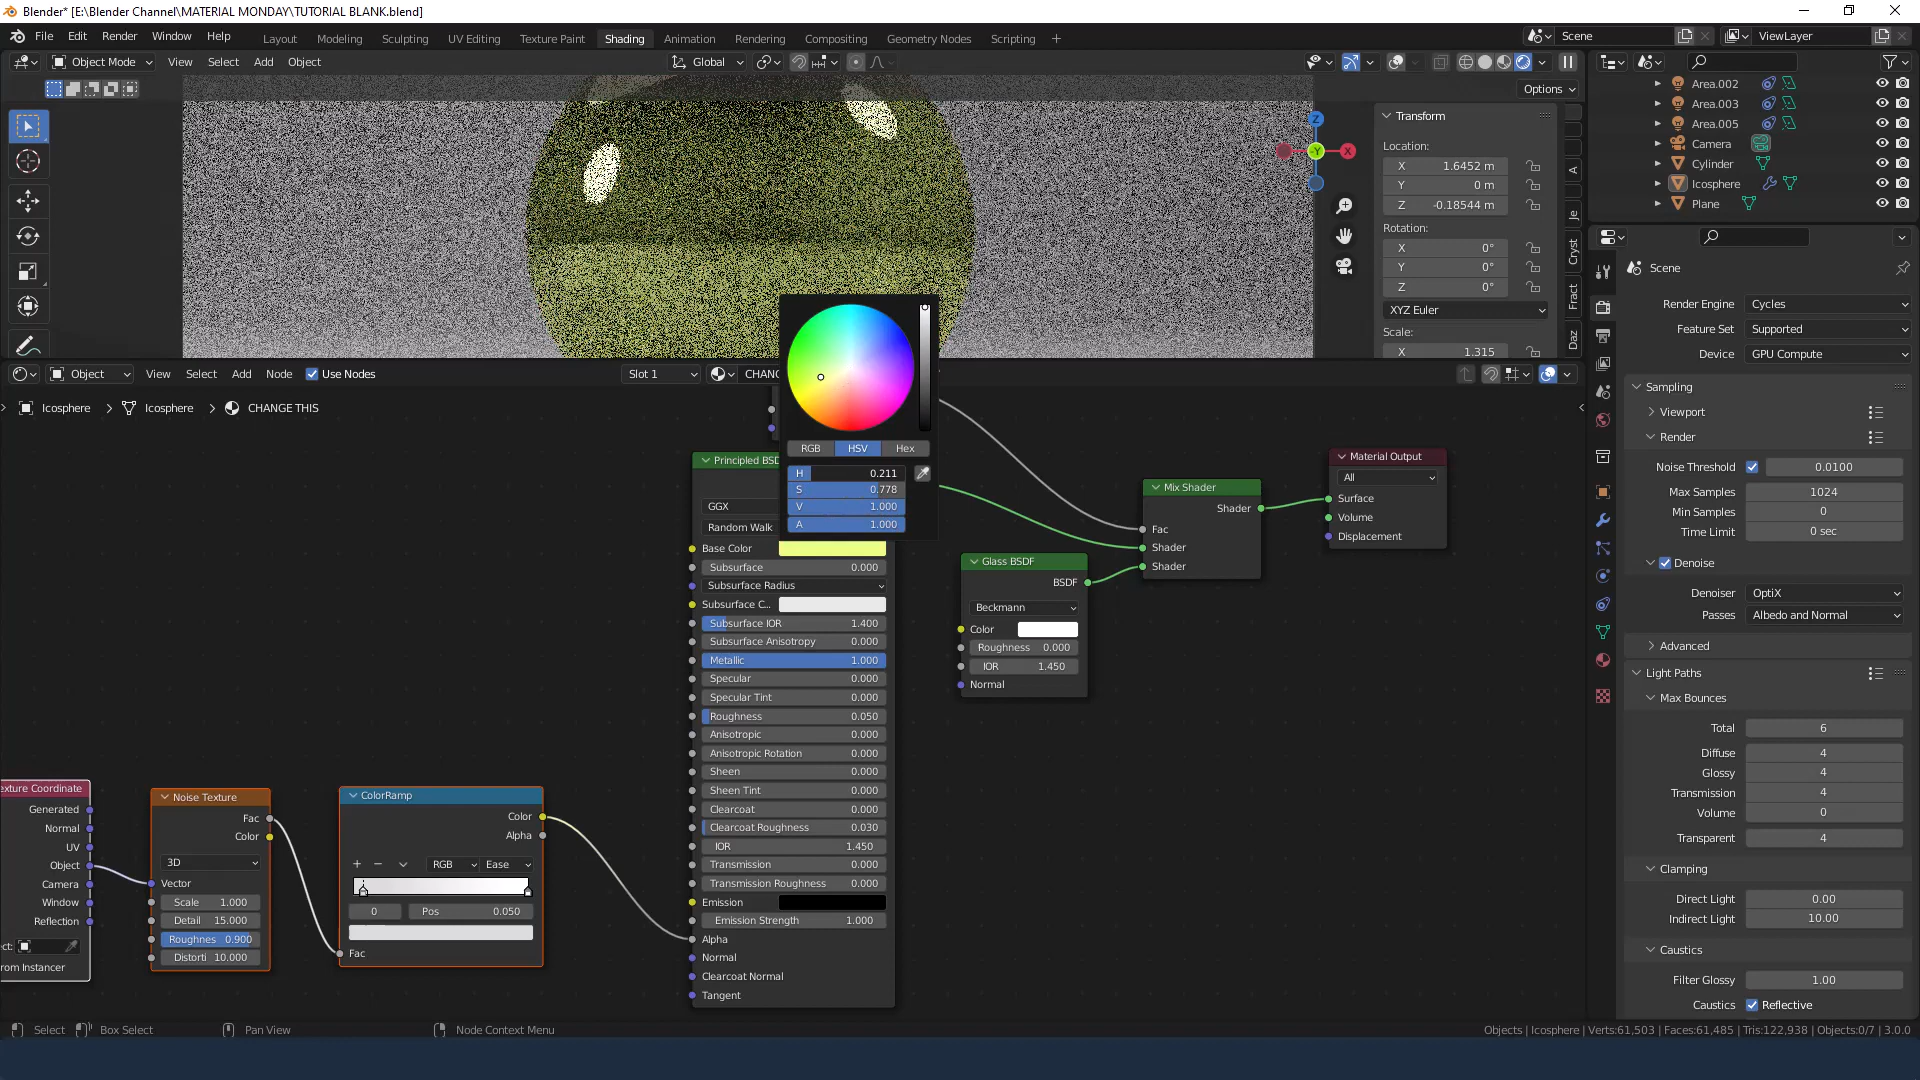 Blender* [E:\Blender Channel\MATERIAL MONDAY\TUTORIAL BLANK.blend]
File Edit Render Window Help Layout Modeling Sculpting UV Editing Texture Paint Shading Animation Rendering Compositing Geometry Nodes Scripting + Scene ViewLayer
Object Mode View Select Add Object Global
Options
Area.002
Area.003
Area.005
Camera
Cylinder
Icosphere
Plane
Z
X
-Y
Transform
Location:
X 1.6452 m
Y 0 m
Z -0.18544 m
Rotation:
X 0°
Y 0°
Z 0°
XYZ Euler
Scale:
X 1.315
A
Je
Cryst
Fract
Daz
Scene
Render Engine Cycles
Feature Set Supported
Device GPU Compute
Sampling
Viewport
Render
Noise Threshold 0.0100
Max Samples 1024
Min Samples 0
Time Limit 0 sec
Denoise
Denoiser OptiX
Passes Albedo and Normal
Advanced
Light Paths
Max Bounces
Total 6
Diffuse 4
Glossy 4
Transmission 4
Volume 0
Transparent 4
Clamping
Direct Light 0.00
Indirect Light 10.00
Caustics
Filter Glossy 1.00
Caustics Reflective
Object View Select Add Node Use Nodes Slot 1 CHANG
Icosphere > Icosphere > CHANGE THIS
RGB HSV Hex
H 0.211
S 0.778
V 1.000
A 1.000
Principled BSD
GGX
Random Walk
Base Color
Subsurface 0.000
Subsurface Radius
Subsurface C...
Subsurface IOR 1.400
Subsurface Anisotropy 0.000
Metallic 1.000
Specular 0.000
Specular Tint 0.000
Roughness 0.050
Anisotropic 0.000
Anisotropic Rotation 0.000
Sheen 0.000
Sheen Tint 0.000
Clearcoat 0.000
Clearcoat Roughness 0.030
IOR 1.450
Transmission 0.000
Transmission Roughness 0.000
Emission
Emission Strength 1.000
Alpha
Normal
Clearcoat Normal
Tangent
Glass BSDF
BSDF
Beckmann
Color
Roughness 0.000
IOR 1.450
Normal
Mix Shader
Shader
Fac
Shader
Shader
Material Output
All
Surface
Volume
Displacement
exture Coordinate
Generated
Normal
UV
Object
Camera
Window
Reflection
ect:
rom Instancer
Noise Texture
Fac
Color
3D
Vector
Scale 1.000
Detail 15.000
Roughnes 0.900
Distorti 10.000
ColorRamp
Color
Alpha
+ − RGB Ease
0 Pos 0.050
Fac
Select Box Select Pan View Node Context Menu Objects | Icosphere | Verts:61,503 | Faces:61,485 | Tris:122,938 | Objects:0/7 | 3.0.0